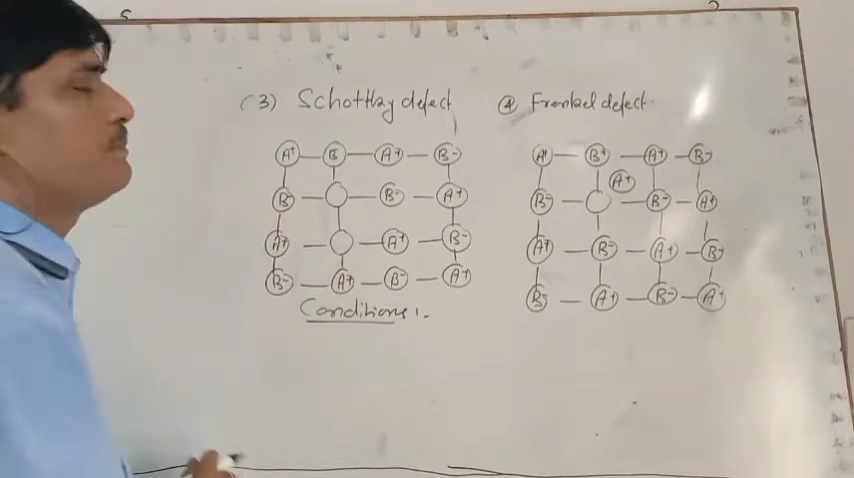 (3) Schottky defect
A+ B A+ B-
B- B- A+
A+ A+ B-
B- A+ B- A+
Conditions:-
④ Frenkel defect
A+ B+ A+ B-
A+
B- B- A+
A+ B- A+ B-
B- A+ B- A+